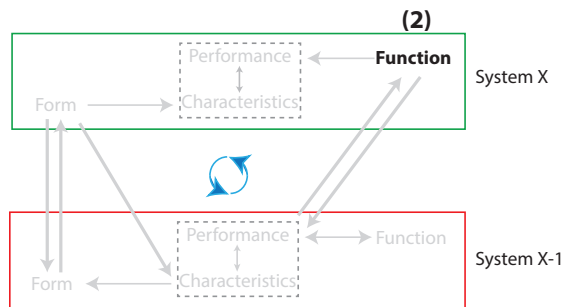 (2)
Performance
Function
System X
Form
Characteristics
Performance
Function
System X-1
Form
Characteristics